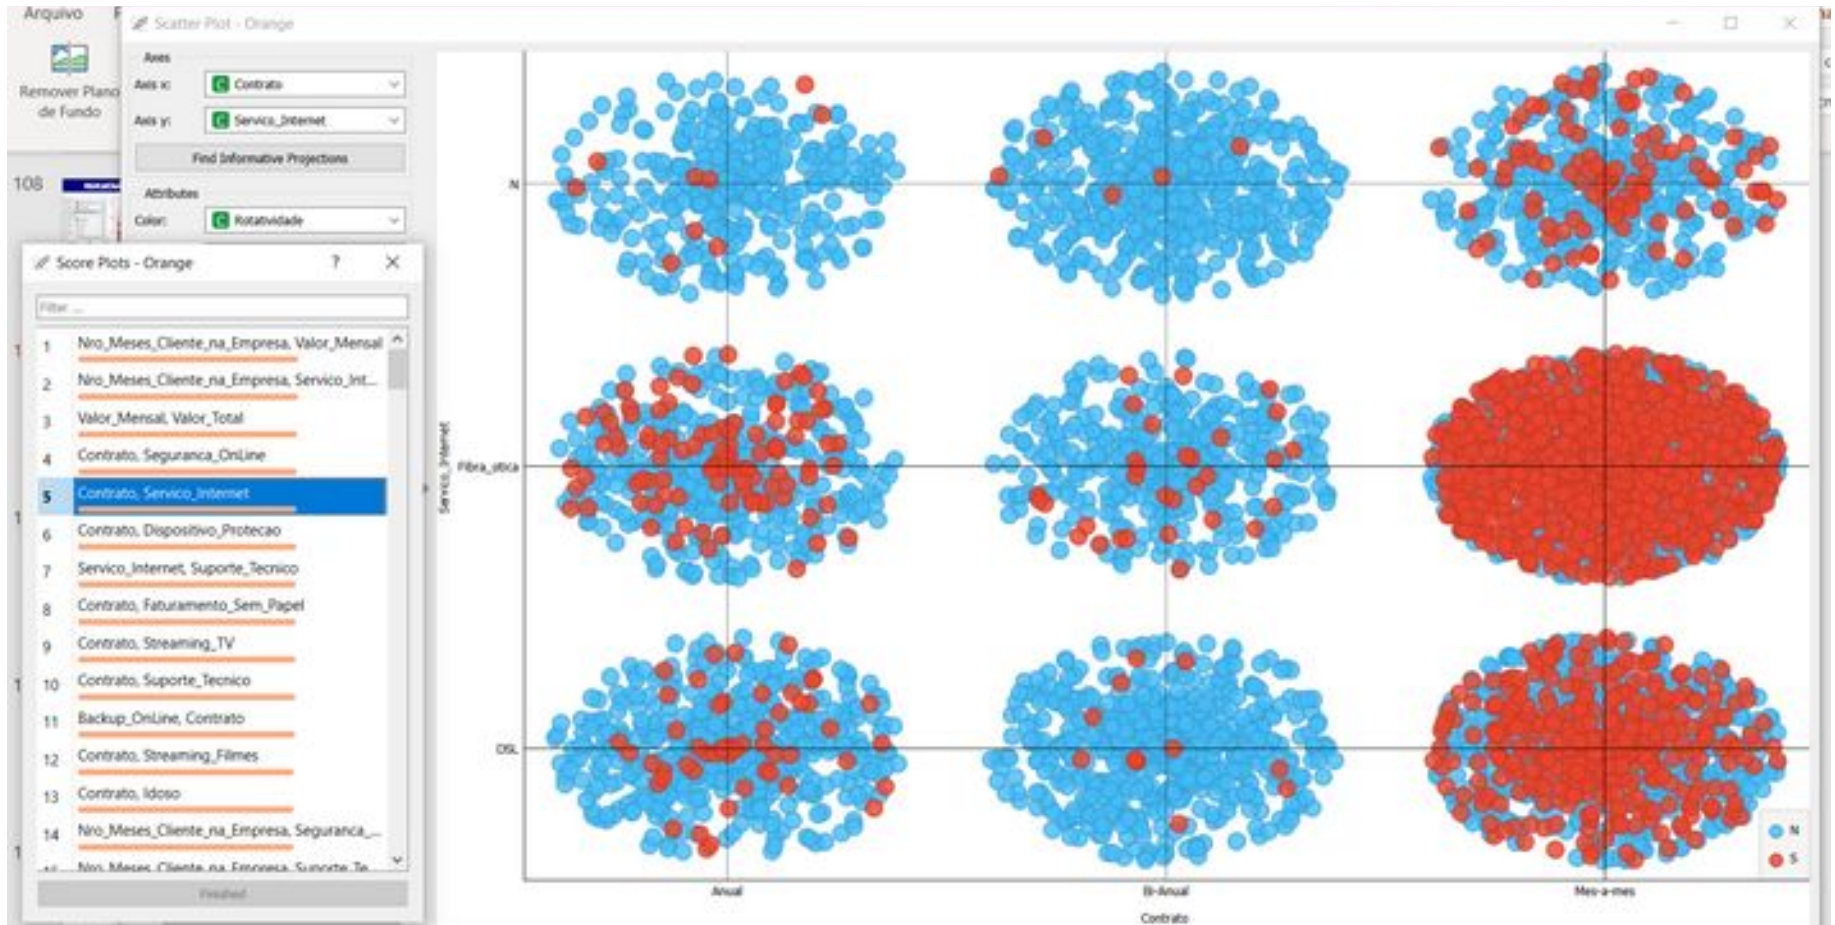 Arquivo
Remover Plano
de Fundo
108
Scatter Plot - Orange
Axes
Axis x:
Contrato
Axis y:
Servico_Internet
Find Informative Projections
Attributes
Color:
Rotatividade
Score Plots - Orange
?
Filter ...
1 Nro_Meses_Cliente_na_Empresa, Valor_Mensal
2 Nro_Meses_Cliente_na_Empresa, Servico_Int...
3 Valor_Mensal, Valor_Total
4 Contrato, Seguranca_OnLine
5 Contrato, Servico_Internet
6 Contrato, Dispositivo_Protecao
7 Servico_Internet, Suporte_Tecnico
8 Contrato, Faturamento_Sem_Papel
9 Contrato, Streaming_TV
10 Contrato, Suporte_Tecnico
11 Backup_OnLine, Contrato
12 Contrato, Streaming_Filmes
13 Contrato, Idoso
14 Nro_Meses_Cliente_na_Empresa, Seguranca_...
Nro_Meses_Cliente_na_Empresa, Suporte_Te
Finished
Servico_Internet
N
Fibra_otica
DSL
Anual
Bi-Anual
Mes-a-mes
Contrato
N
S